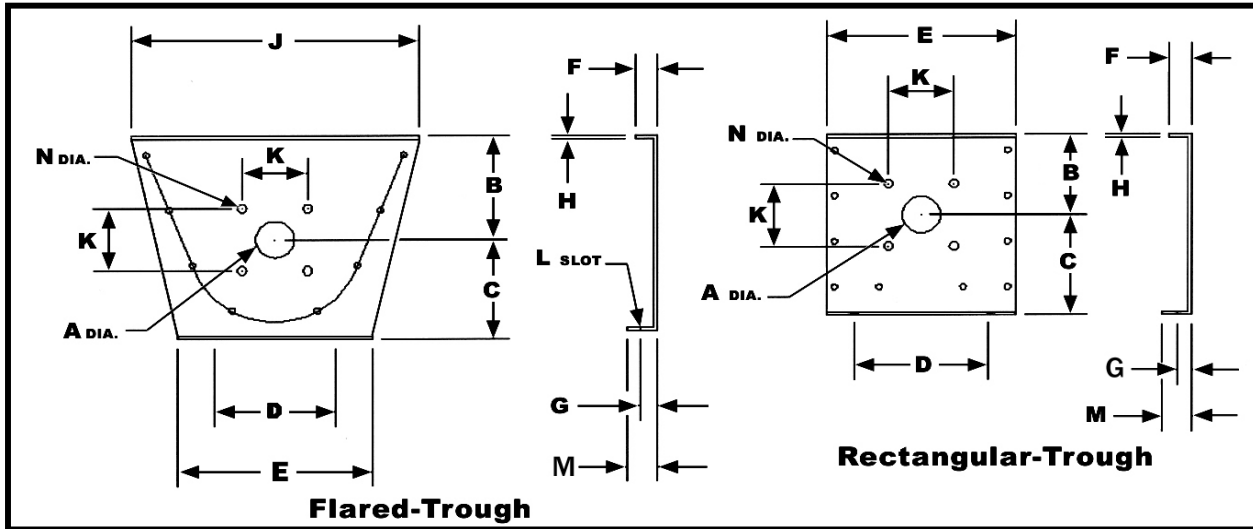 J
F
K
N DIA.
B
H
K
L SLOT
C
A DIA.
G
D
M
E
Flared-Trough
E
F
K
N DIA.
B
H
K
C
A DIA.
D
G
M
Rectangular-Trough